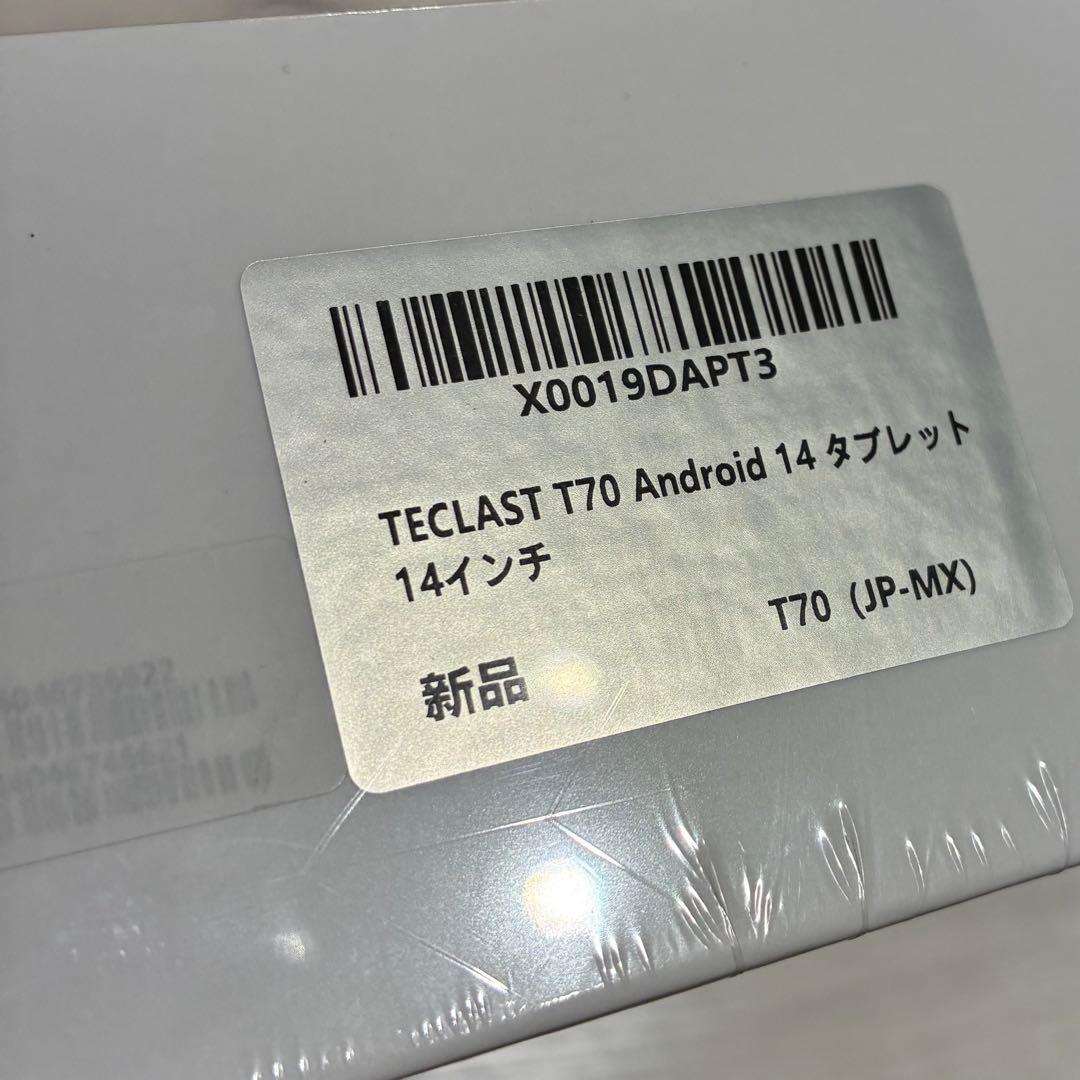 X0019DAPT3
TECLAST T70 Android 14 タブレット
14インチ
T70（JP-MX）
新品